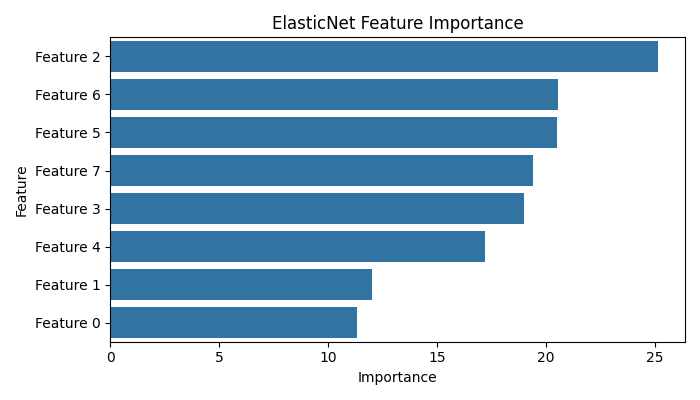 ElasticNet Feature Importance
Feature
Feature 2
Feature 6
Feature 5
Feature 7
Feature 3
Feature 4
Feature 1
Feature 0
0 5 10 15 20 25
Importance